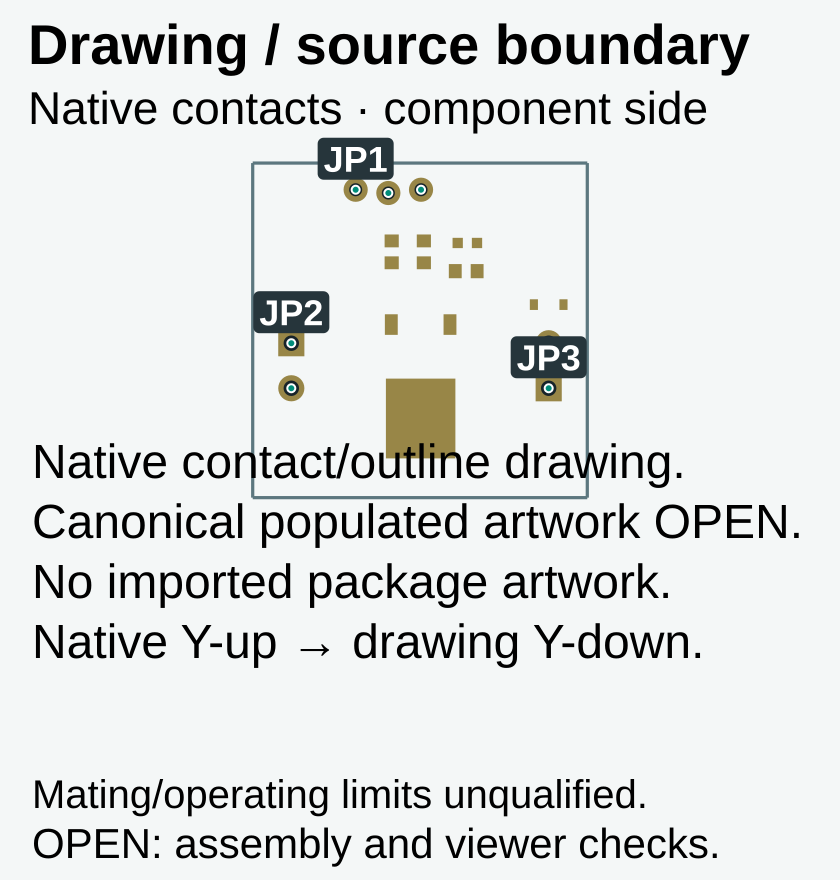 Drawing / source boundary
Native contacts · component side
JP1
JP2
JP3
Native contact/outline drawing.
Canonical populated artwork OPEN.
No imported package artwork.
Native Y-up → drawing Y-down.
Mating/operating limits unqualified.
OPEN: assembly and viewer checks.